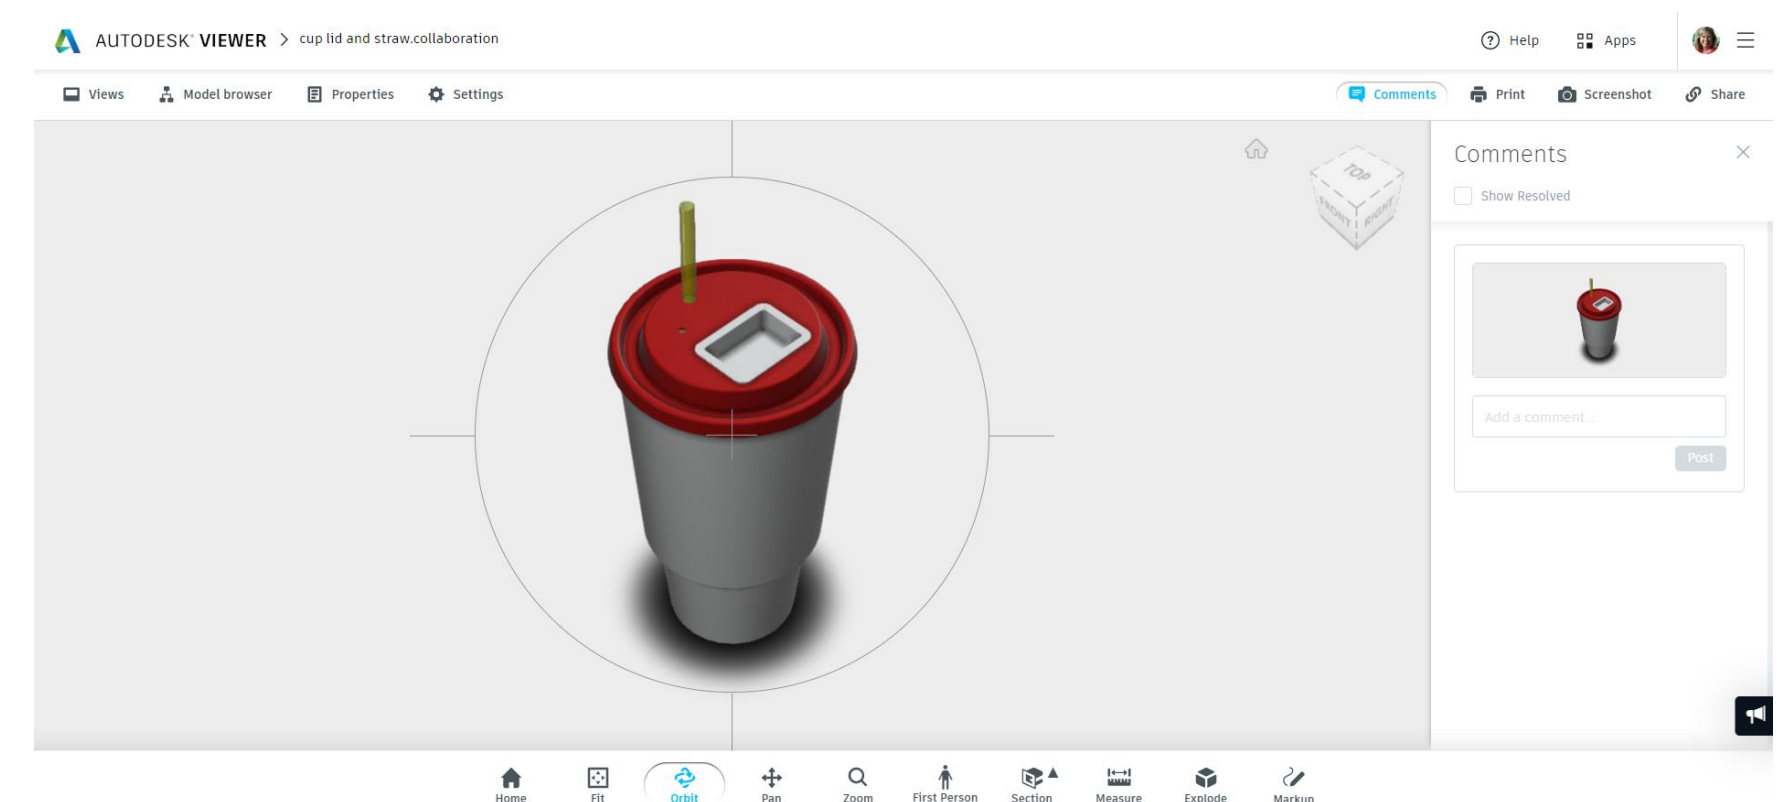 AUTODESK® VIEWER > cup lid and straw.collaboration
Help
Apps
Views
Model browser
Properties
Settings
Comments
Print
Screenshot
Share
TOP
FRONT
RIGHT
Comments
Show Resolved
Add a comment...
Post
Home
Fit
Orbit
Pan
Zoom
First Person
Section
Measure
Explode
Markup